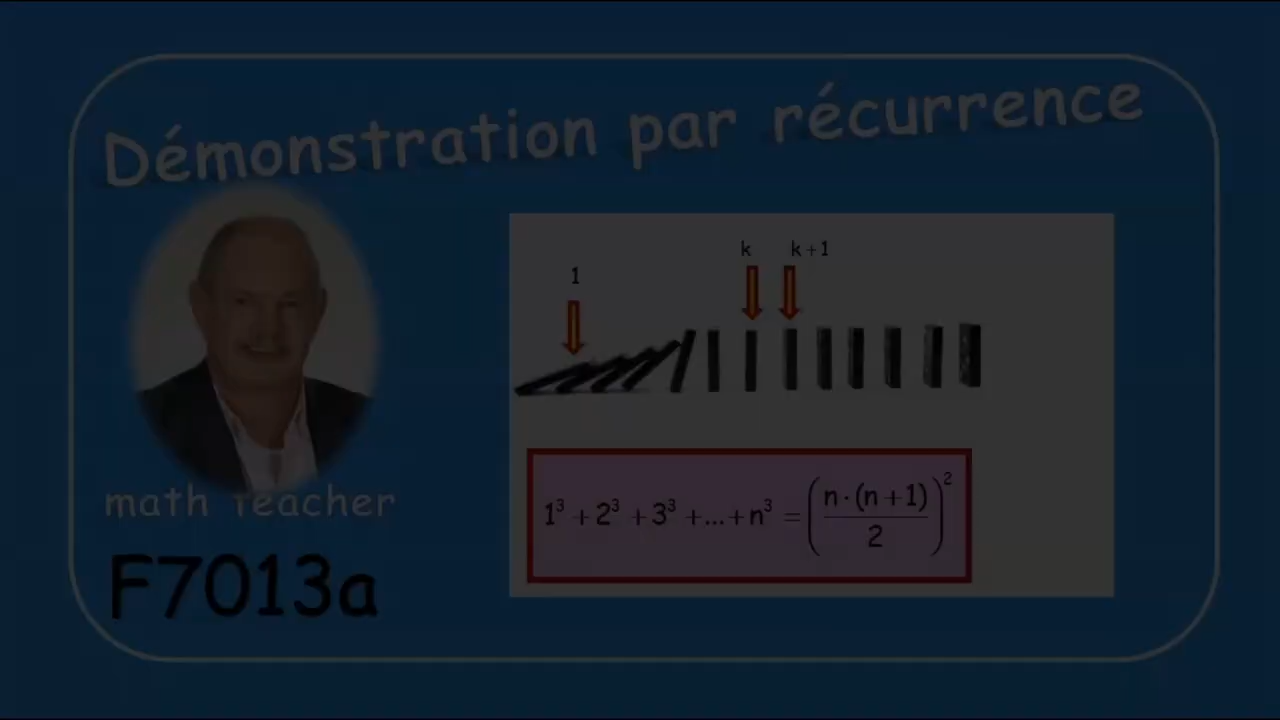 Démonstration par récurrence
1
k
k+1
math teacher
1³ + 2³ + 3³ + ... + n³ = (n·(n+1)/2)²
F7013a